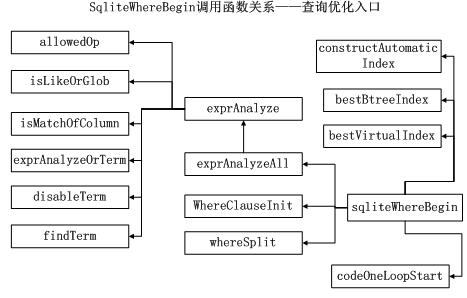 SqliteWhereBegin调用函数关系——查询优化入口
allowedOp
isLikeOrGlob
isMatchOfColumn
exprAnalyzeOrTerm
disableTerm
findTerm
exprAnalyze
exprAnalyzeAll
WhereClauseInit
whereSplit
constructAutomatic
Index
bestBtreeIndex
bestVirtualIndex
sqliteWhereBegin
codeOneLoopStart